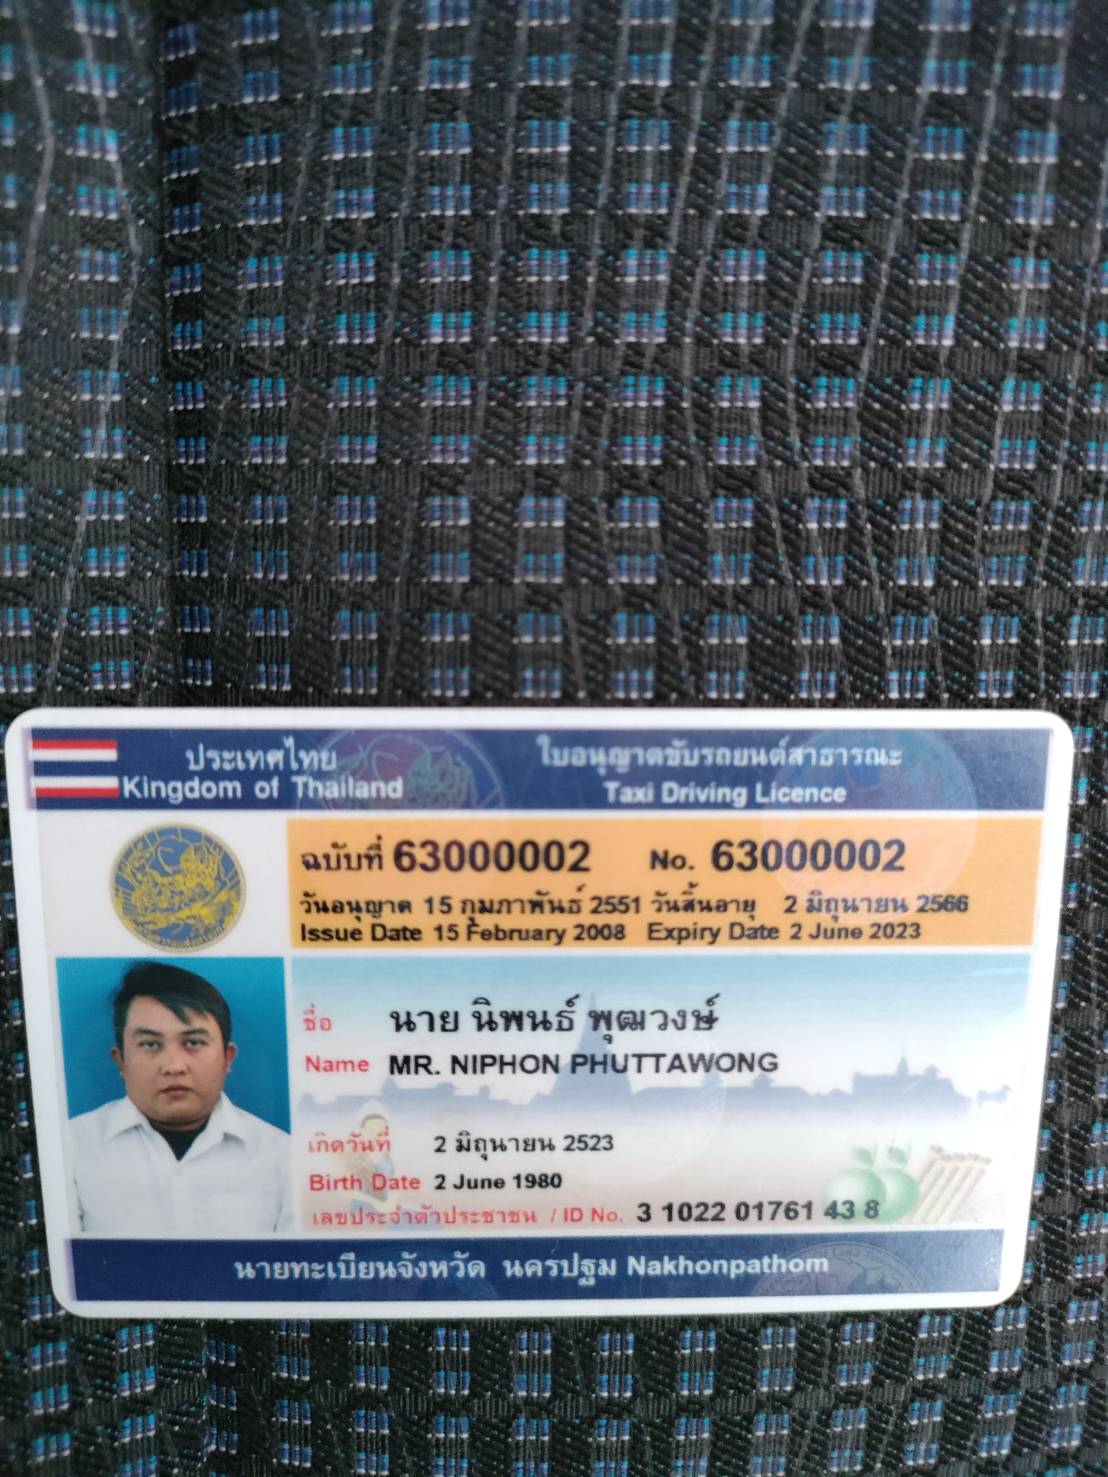 ประเทศไทย
Kingdom of Thailand
ใบอนุญาตขับรถยนต์สาธารณะ
Taxi Driving Licence
ฉบับที่ 63000002 No. 63000002
วันอนุญาต 15 กุมภาพันธ์ 2551 วันสิ้นอายุ 2 มิถุนายน 2566
Issue Date 15 February 2008 Expiry Date 2 June 2023
ชื่อ นาย นิพนธ์ พุฒวงษ์
Name MR. NIPHON PHUTTAWONG
เกิดวันที่ 2 มิถุนายน 2523
Birth Date 2 June 1980
เลขประจำตัวประชาชน / ID No. 3 1022 01761 43 8
นายทะเบียนจังหวัด นครปฐม Nakhonpathom